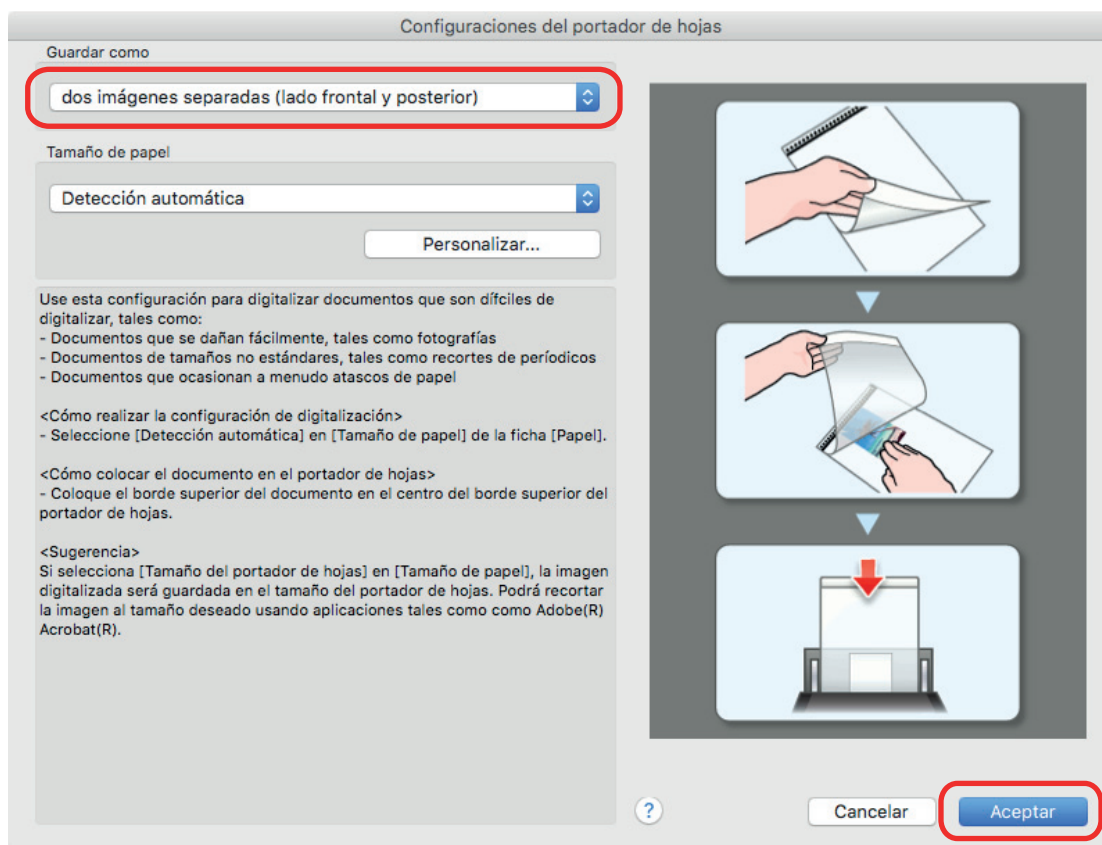 Configuraciones del portador de hojas
Guardar como
dos imágenes separadas (lado frontal y posterior)
Tamaño de papel
Detección automática
Personalizar...
Use esta configuración para digitalizar documentos que son difíciles de
digitalizar, tales como:
- Documentos que se dañan fácilmente, tales como fotografías
- Documentos de tamaños no estándares, tales como recortes de periódicos
- Documentos que ocasionan a menudo atascos de papel
<Cómo realizar la configuración de digitalización>
- Seleccione [Detección automática] en [Tamaño de papel] de la ficha [Papel].
<Cómo colocar el documento en el portador de hojas>
- Coloque el borde superior del documento en el centro del borde superior del
portador de hojas.
<Sugerencia>
Si selecciona [Tamaño del portador de hojas] en [Tamaño de papel], la imagen
digitalizada será guardada en el tamaño del portador de hojas. Podrá recortar
la imagen al tamaño deseado usando aplicaciones tales como como Adobe(R)
Acrobat(R).
?
Cancelar
Aceptar